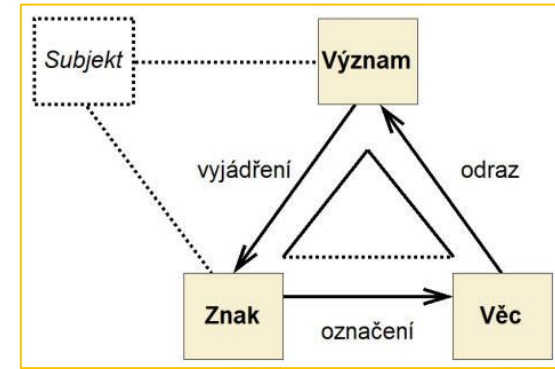 Subjekt
Význam
vyjádření
odraz
Znak
označení
Věc